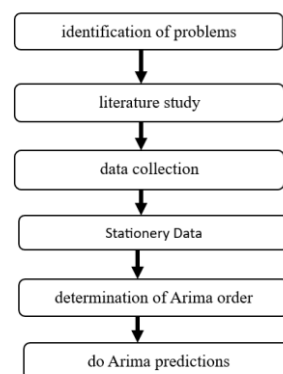 identification of problems
literature study
data collection
Stationery Data
determination of Arima order
do Arima predictions